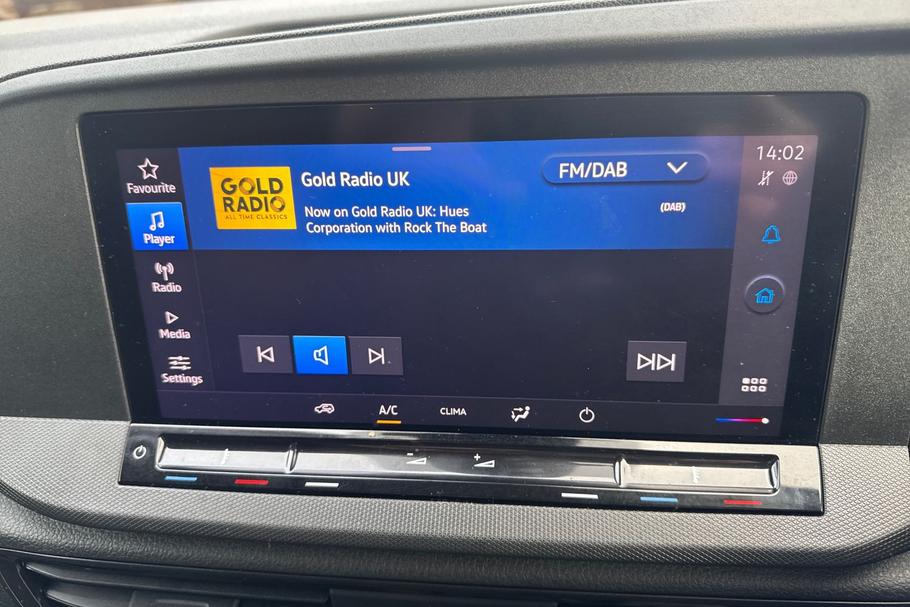 14:02
Favourite
GOLD
RADIO
ALL TIME CLASSICS
Gold Radio UK
FM/DAB
Now on Gold Radio UK: Hues
Corporation with Rock The Boat
(DAB)
Player
Radio
Media
Settings
A/C
CLIMA